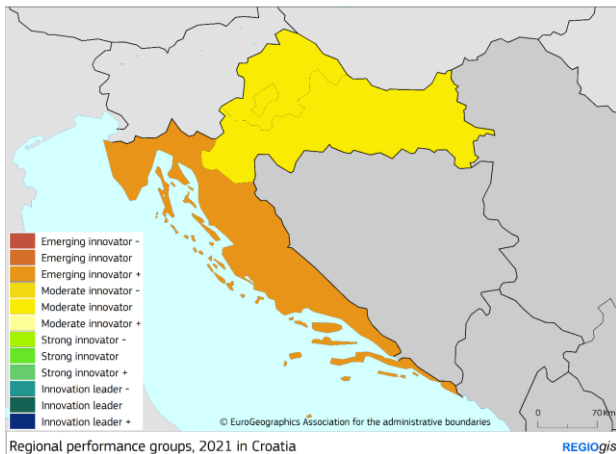 Emerging innovator -
Emerging innovator
Emerging innovator +
Moderate innovator -
Moderate innovator
Moderate innovator +
Strong innovator -
Strong innovator
Strong innovator +
Innovation leader -
Innovation leader
Innovation leader +
© EuroGeographics Association for the administrative boundaries
0 70 Km
Regional performance groups, 2021 in Croatia
REGIOgis